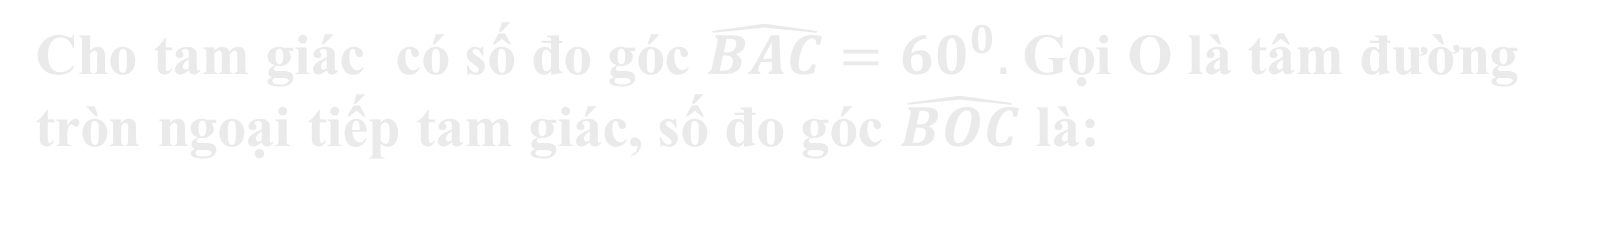 Cho tam giác  có số đo góc $\widehat{BAC} = 60^0$. Gọi O là tâm đường
tròn ngoại tiếp tam giác, số đo góc $\widehat{BOC}$ là: